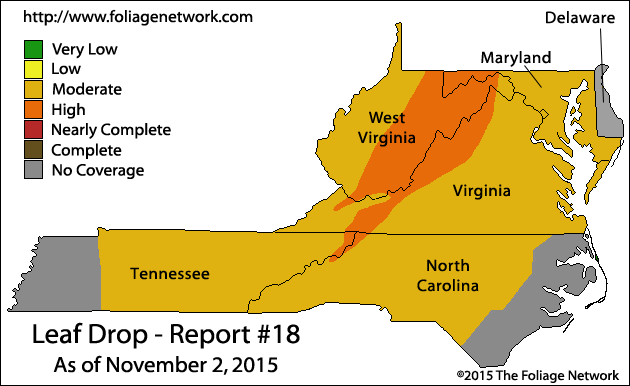 http://www.foliagenetwork.com
Very Low
Low
Moderate
High
Nearly Complete
Complete
No Coverage
Delaware
Maryland
West
Virginia
Virginia
Tennessee
North
Carolina
Leaf Drop - Report #18
As of November 2, 2015
©2015 The Foliage Network